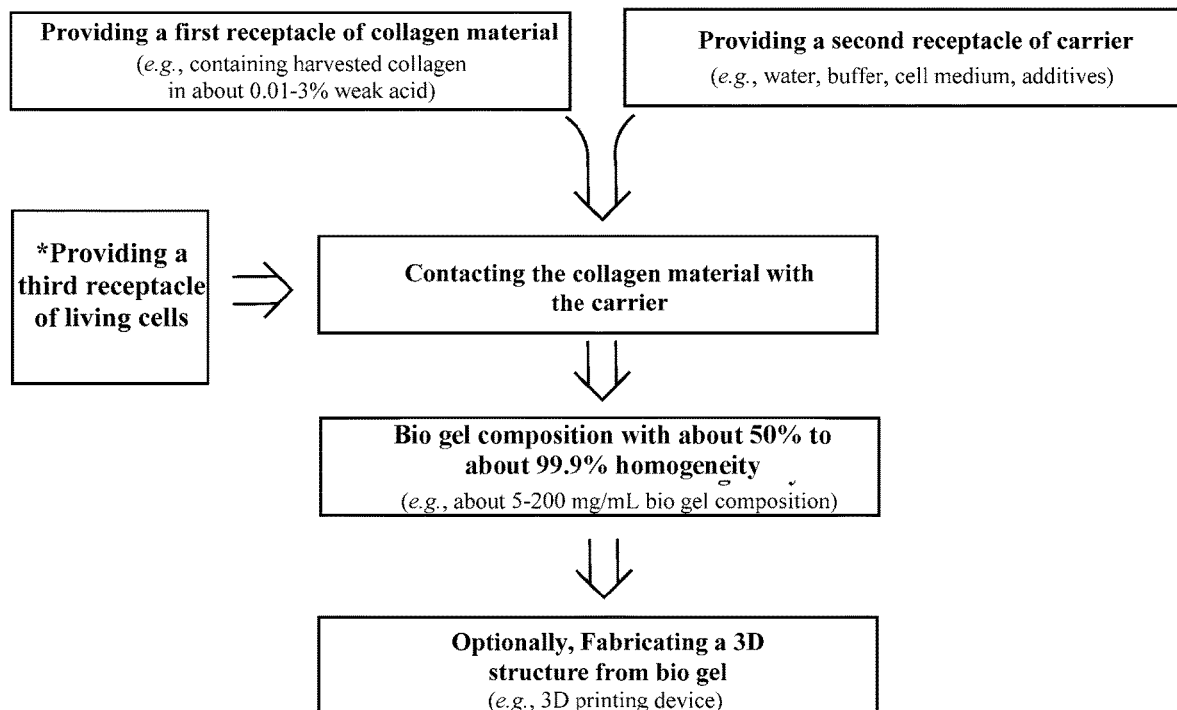 Providing a first receptacle of collagen material
(e.g., containing harvested collagen
in about 0.01-3% weak acid)
Providing a second receptacle of carrier
(e.g., water, buffer, cell medium, additives)
*Providing a
third receptacle
of living cells
Contacting the collagen material with
the carrier
Bio gel composition with about 50% to
about 99.9% homogeneity
(e.g., about 5-200 mg/mL bio gel composition)
Optionally, Fabricating a 3D
structure from bio gel
(e.g., 3D printing device)